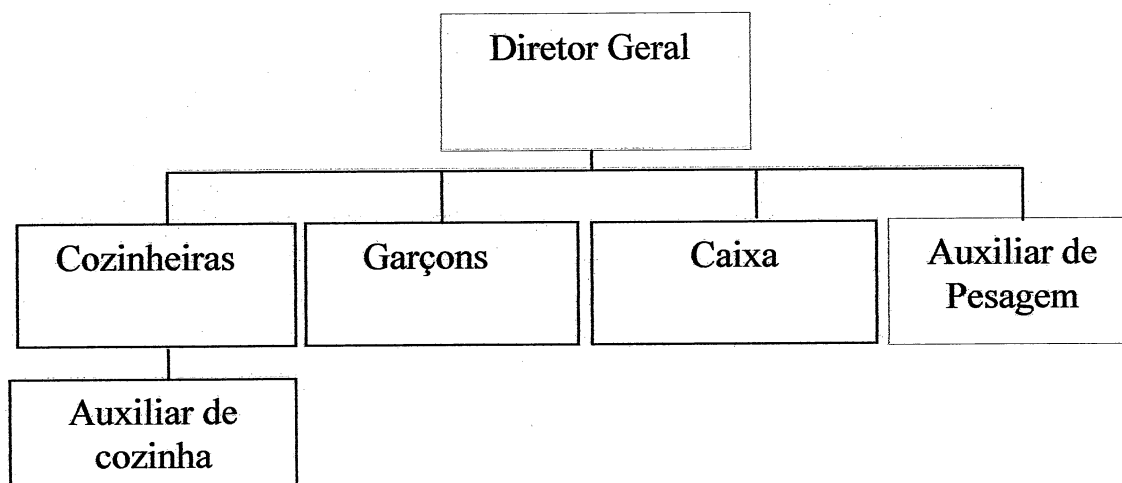 Diretor Geral
Cozinheiras
Garçons
Caixa
Auxiliar de
Pesagem
Auxiliar de
cozinha